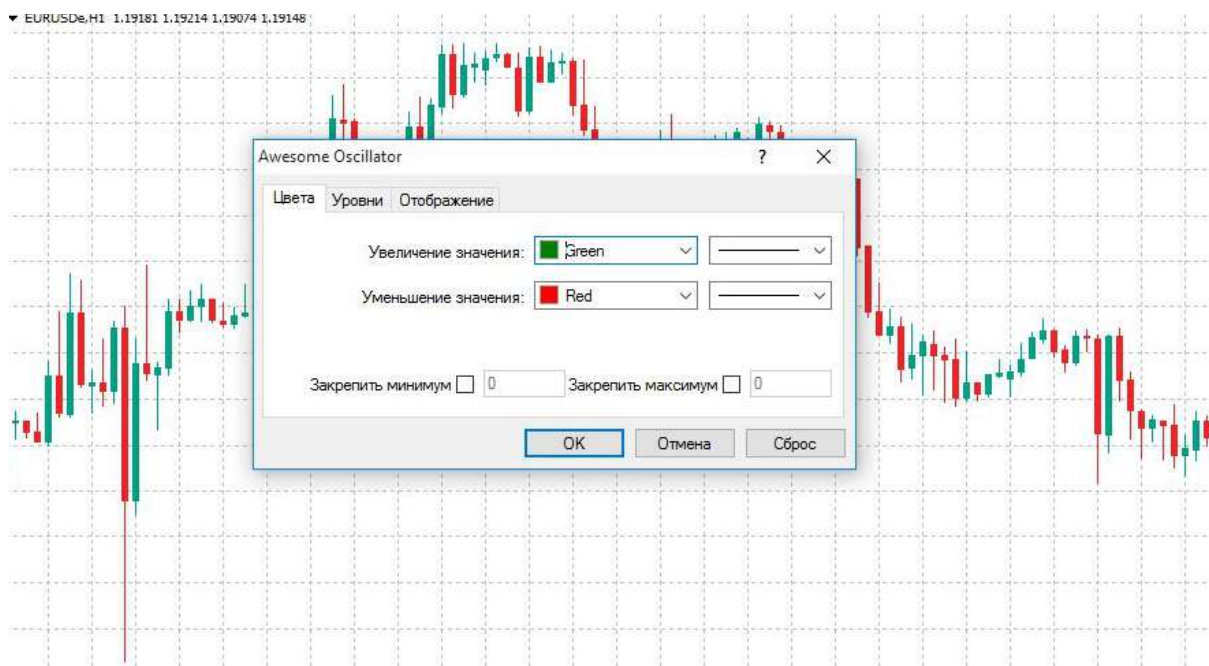 EURUSDe,H1 1.19181 1.19214 1.19074 1.19148
Awesome Oscillator ?
Цвета Уровни Отображение
Увеличение значения: Green
Уменьшение значения: Red
Закрепить минимум 0 Закрепить максимум 0
OK Отмена Сброс